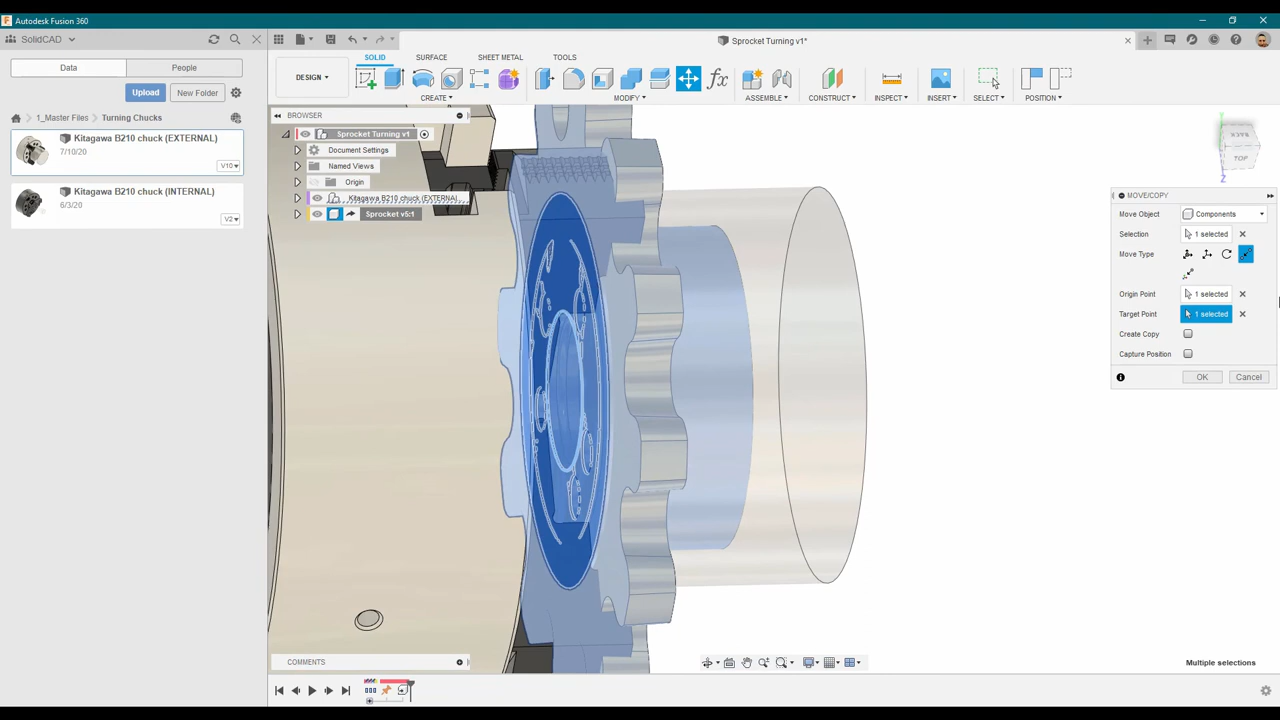 Autodesk Fusion 360
SolidCAD
Sprocket Turning v1*
Data
People
Upload
New Folder
1_Master Files
Turning Chucks
Kitagawa B210 chuck (EXTERNAL)
7/10/20
V10
Kitagawa B210 chuck (INTERNAL)
6/3/20
V2
DESIGN
SOLID
SURFACE
SHEET METAL
TOOLS
CREATE
MODIFY
ASSEMBLE
CONSTRUCT
INSPECT
INSERT
SELECT
POSITION
BROWSER
Sprocket Turning v1
Document Settings
Named Views
Origin
Kitagawa B210 chuck (EXTERNAL
Sprocket v5:1
BACK
TOP
Z
MOVE/COPY
Move Object
Components
Selection
1 selected
Move Type
Origin Point
1 selected
Target Point
1 selected
Create Copy
Capture Position
OK
Cancel
COMMENTS
Multiple selections